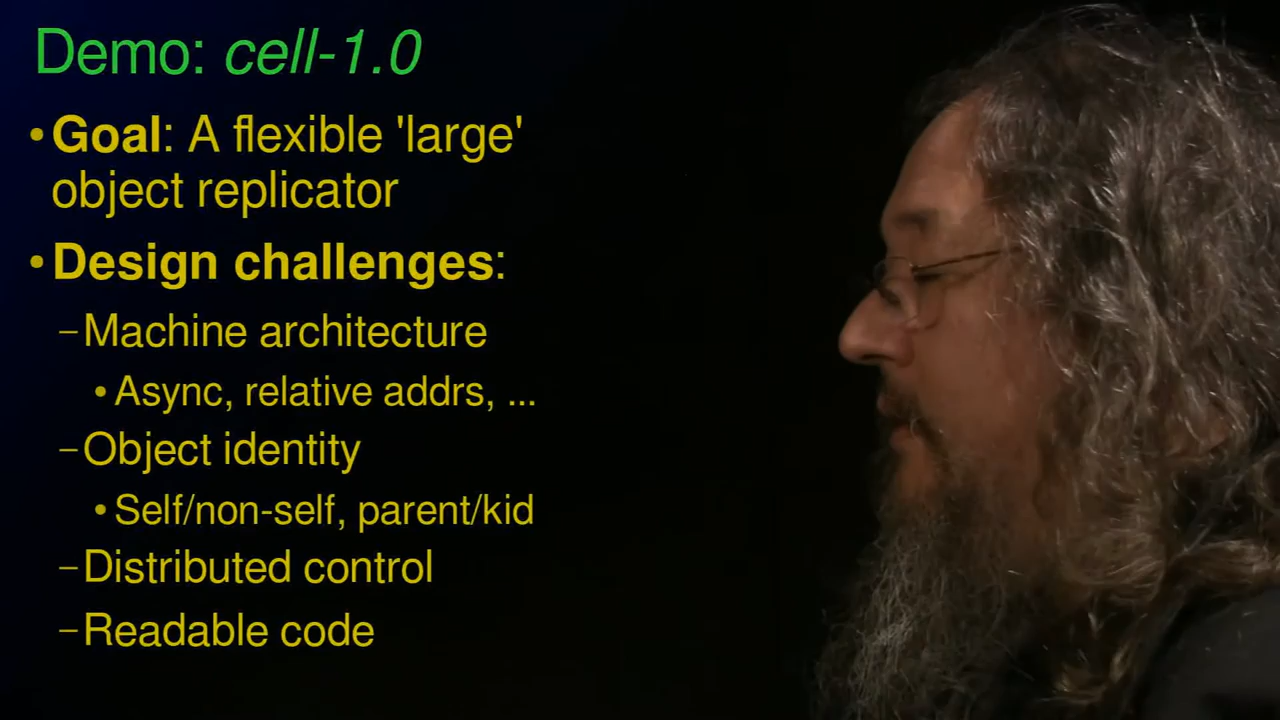 Demo: cell-1.0
•Goal: A flexible 'large'
object replicator
•Design challenges:
–Machine architecture
•Async, relative addrs, ...
–Object identity
•Self/non-self, parent/kid
–Distributed control
–Readable code